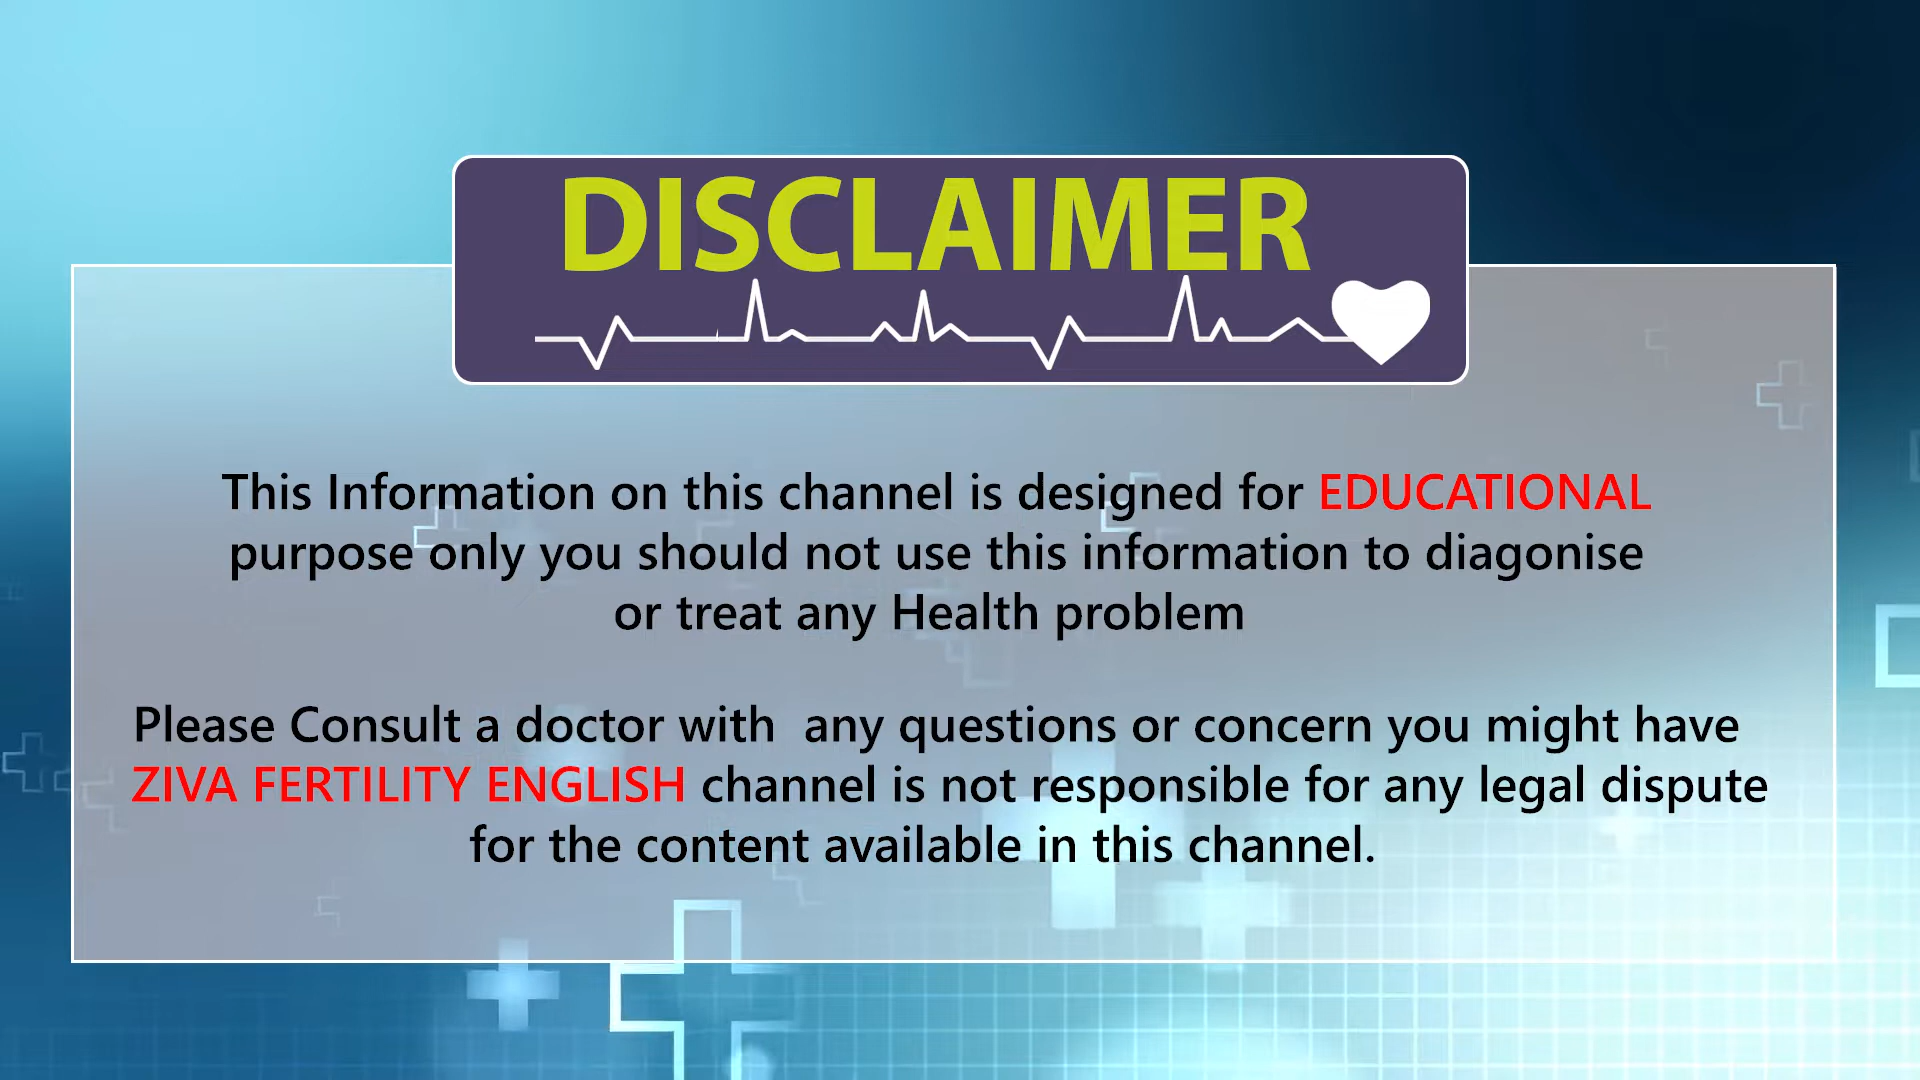 DISCLAIMER
This Information on this channel is designed for EDUCATIONAL
purpose only you should not use this information to diagonise
or treat any Health problem
Please Consult a doctor with  any questions or concern you might have
ZIVA FERTILITY ENGLISH channel is not responsible for any legal dispute
for the content available in this channel.